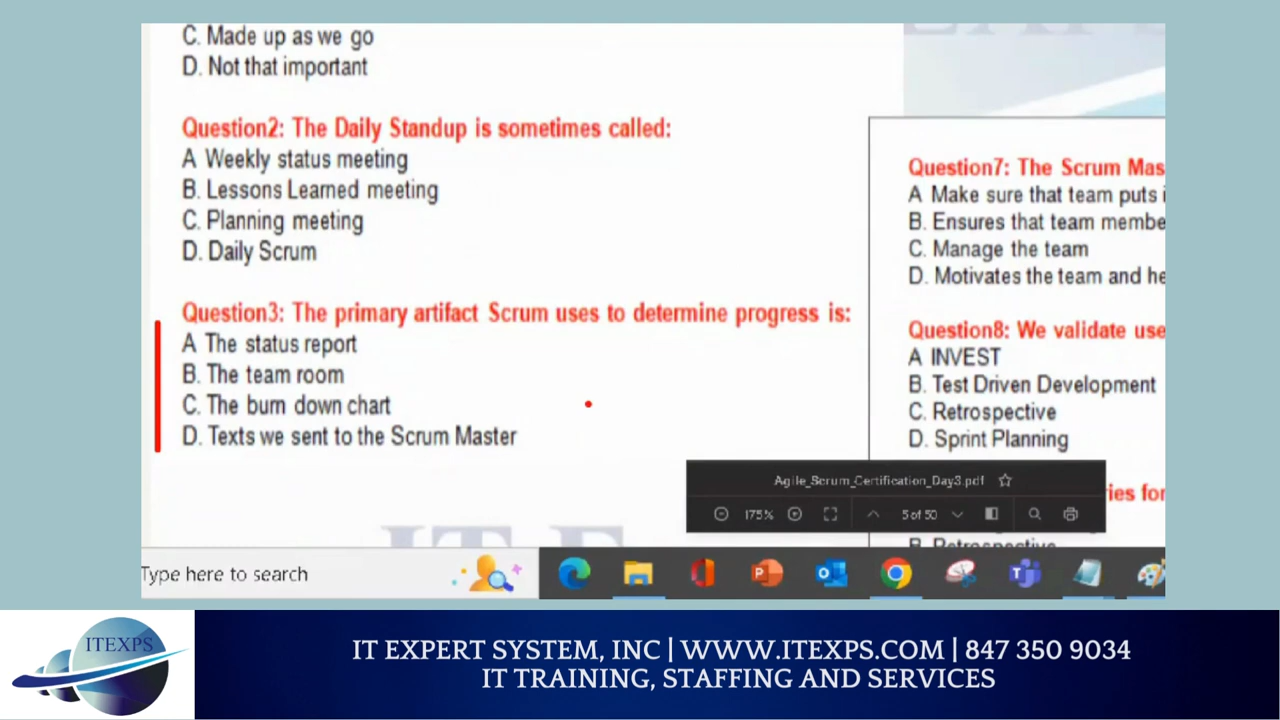 C. Made up as we go
D. Not that important
Question2: The Daily Standup is sometimes called:
A Weekly status meeting
B. Lessons Learned meeting
C. Planning meeting
D. Daily Scrum
Question3: The primary artifact Scrum uses to determine progress is:
A The status report
B. The team room
C. The burn down chart
D. Texts we sent to the Scrum Master
Question7: The Scrum Mas
A Make sure that team puts i
B. Ensures that team membe
C. Manage the team
D. Motivates the team and he
Question8: We validate use
A INVEST
B. Test Driven Development
C. Retrospective
D. Sprint Planning
ries for
B. Retrospective
Agile_Scrum_Certification_Day3.pdf
175% 5 of 50
IT E
Type here to search
ITEXPS
IT EXPERT SYSTEM, INC | WWW.ITEXPS.COM | 847 350 9034
IT TRAINING, STAFFING AND SERVICES